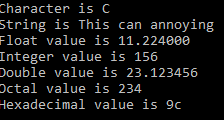 Character is C
String is This can annoying
Float value is 11.224000
Integer value is 156
Double value is 23.123456
Octal value is 234
Hexadecimal value is 9c